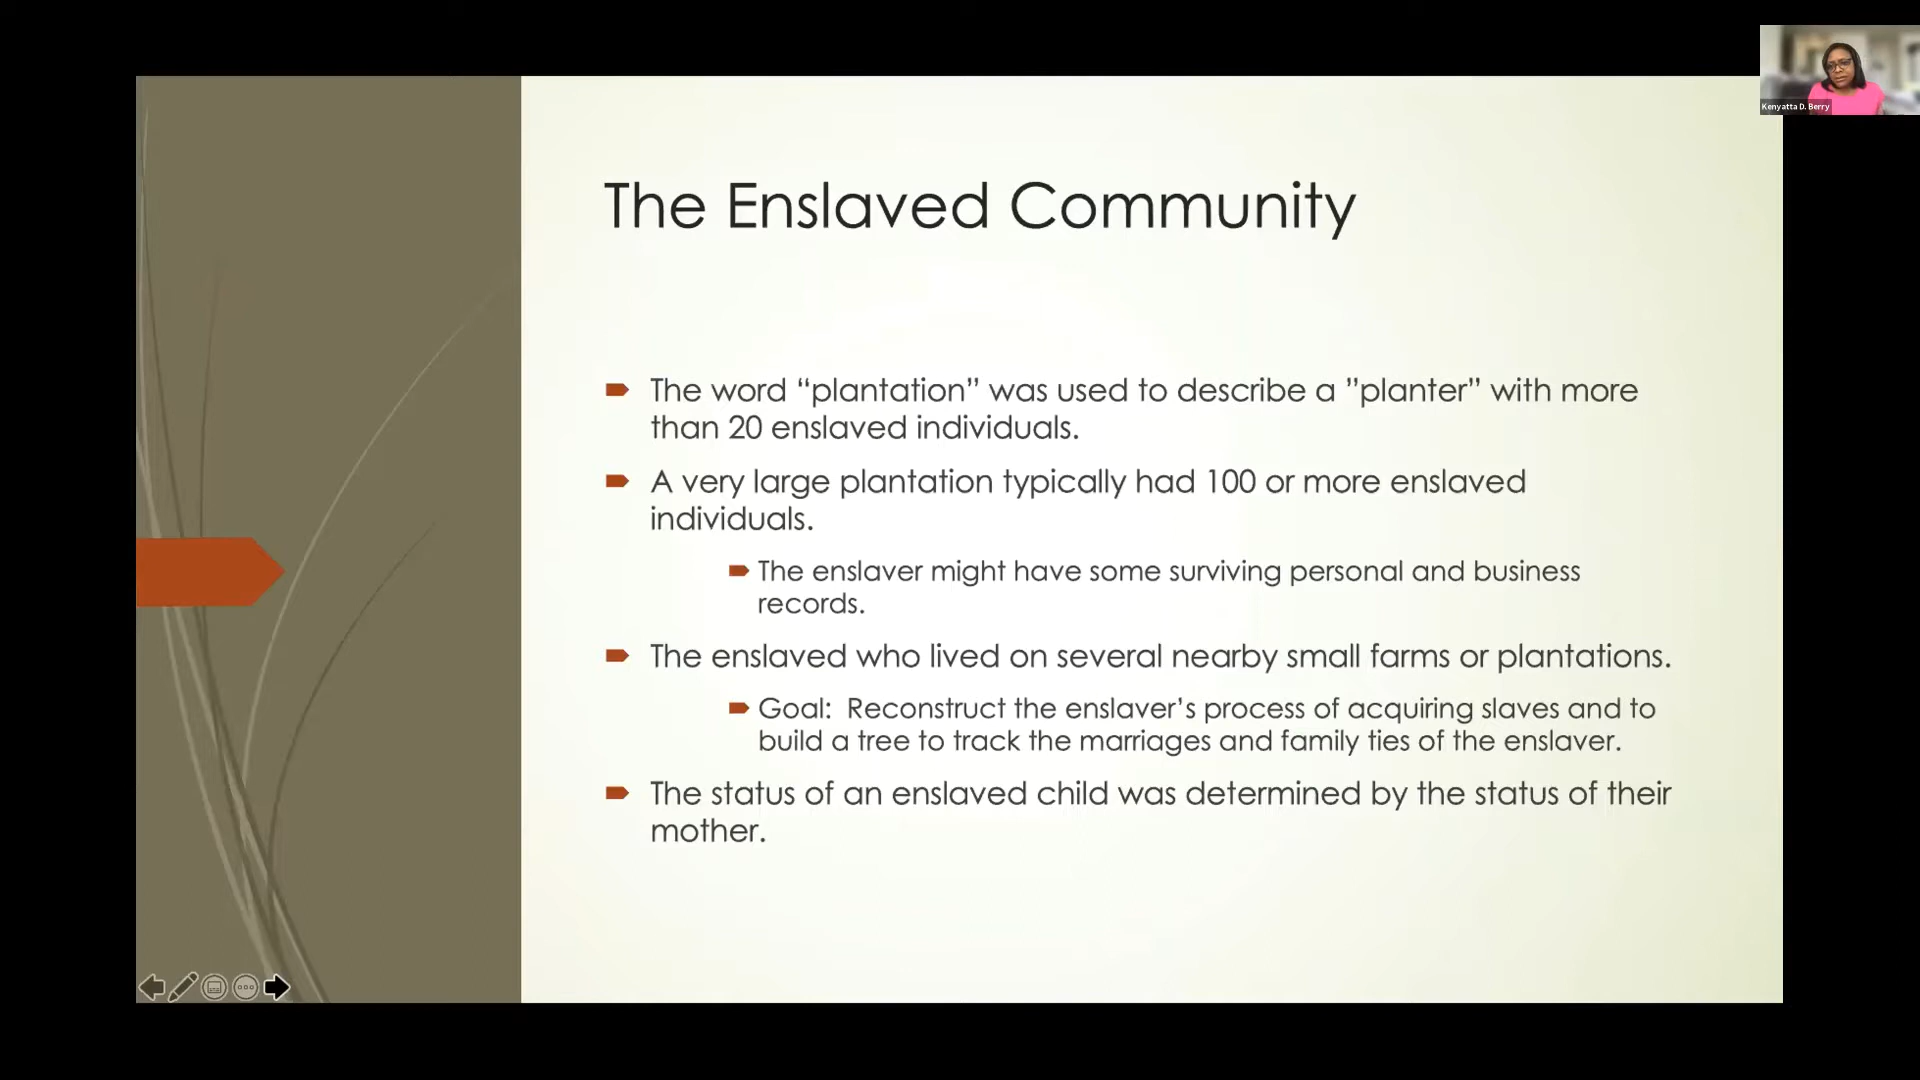 Kenyatta D. Berry
The Enslaved Community
The word “plantation” was used to describe a ”planter” with more
than 20 enslaved individuals.
A very large plantation typically had 100 or more enslaved
individuals.
The enslaver might have some surviving personal and business
records.
The enslaved who lived on several nearby small farms or plantations.
Goal:  Reconstruct the enslaver’s process of acquiring slaves and to
build a tree to track the marriages and family ties of the enslaver.
The status of an enslaved child was determined by the status of their
mother.